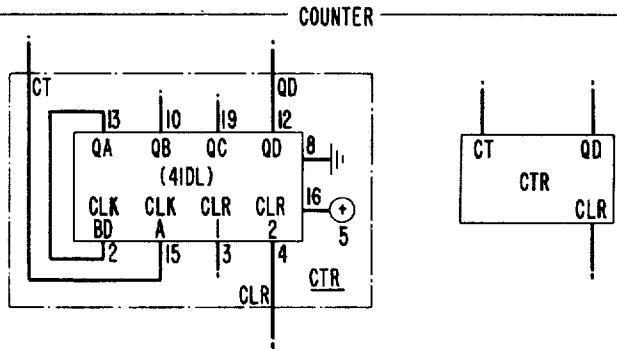 COUNTER
CT QD
13 10 19 12
QA QB QC QD 8
(41DL)
16
CLK CLK CLR CLR +
BD A 1 2 5
2 15 3 4
CLR CTR
CT QD
CTR
CLR